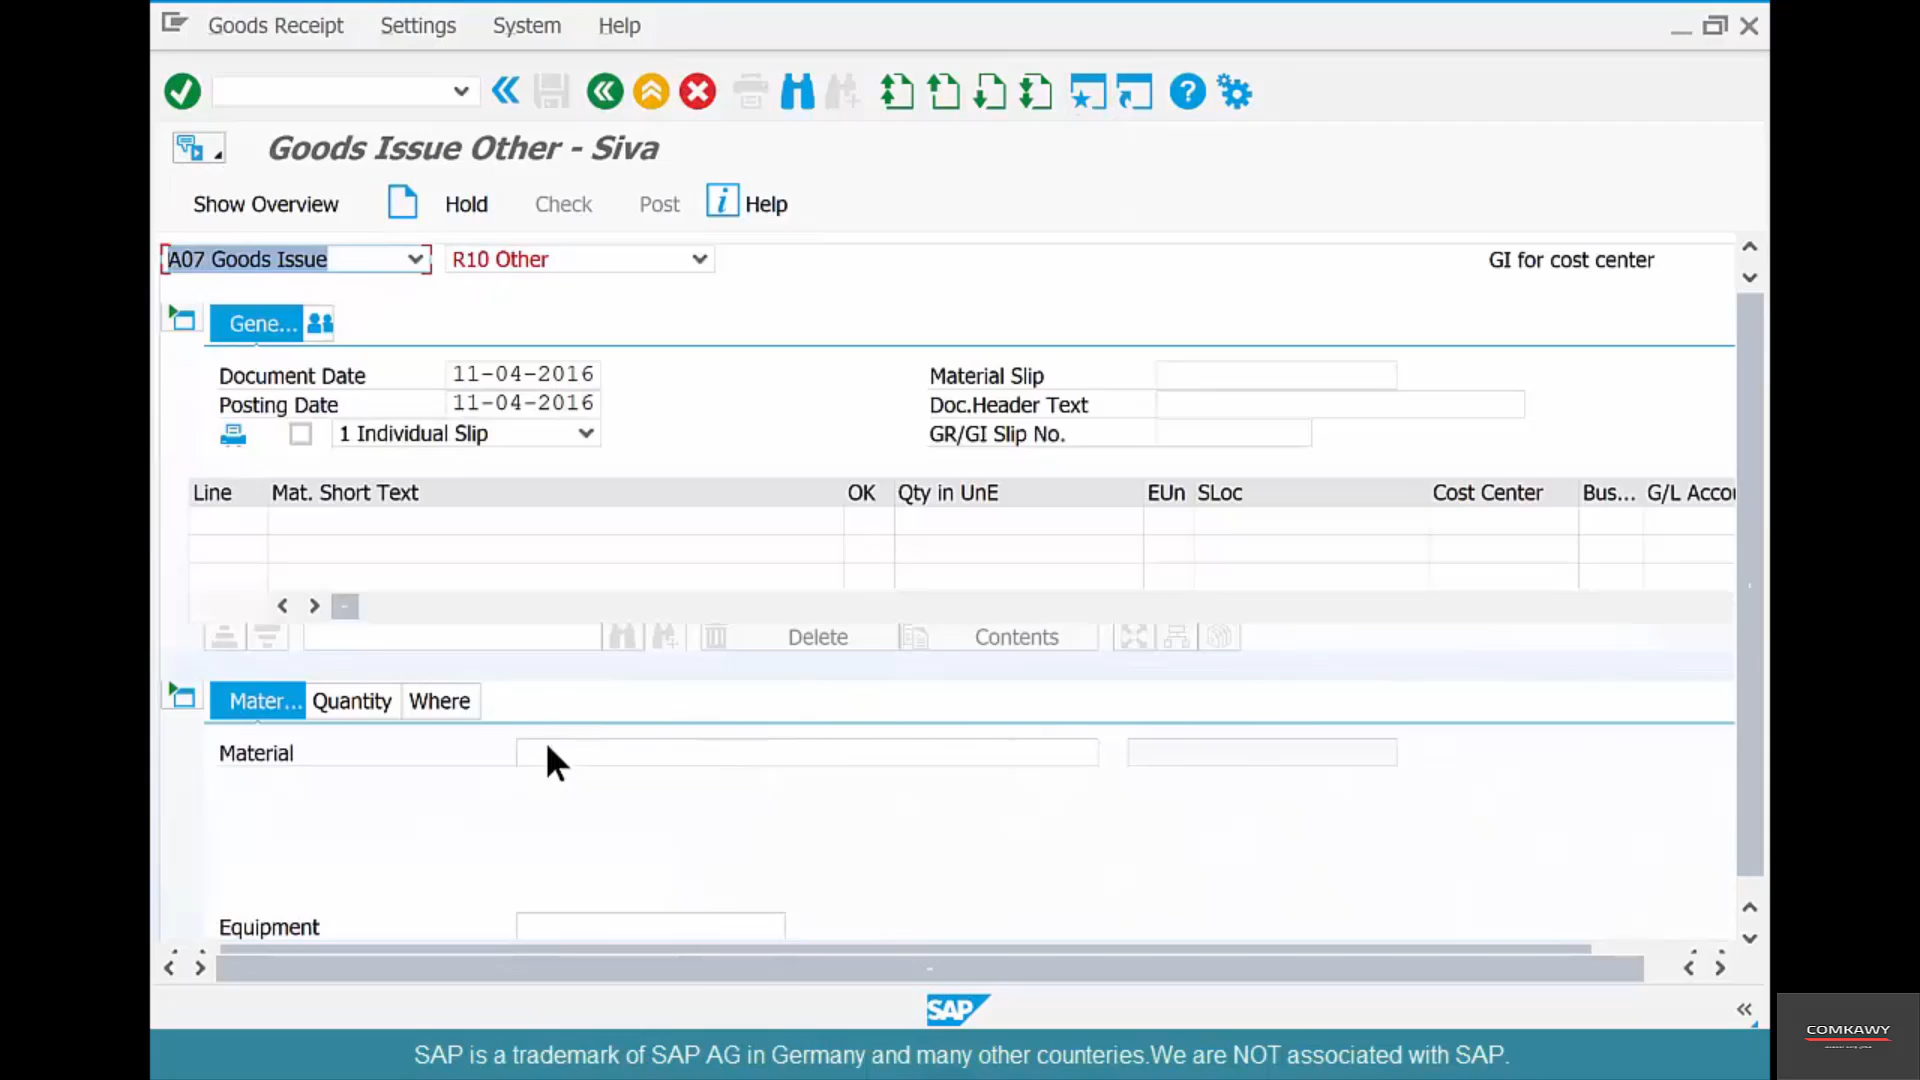 Goods Receipt Settings System Help
Goods Issue Other - Siva
Show Overview Hold Check Post Help
A07 Goods Issue R10 Other GI for cost center
Gene...
Document Date 11-04-2016 Material Slip
Posting Date 11-04-2016 Doc.Header Text
1 Individual Slip GR/GI Slip No.
Line Mat. Short Text OK Qty in UnE EUn SLoc Cost Center Bus... G/L Accou
Delete Contents
Mater... Quantity Where
Material
Equipment
SAP
COMKAWY
SAP is a trademark of SAP AG in Germany and many other counteries.We are NOT associated with SAP.